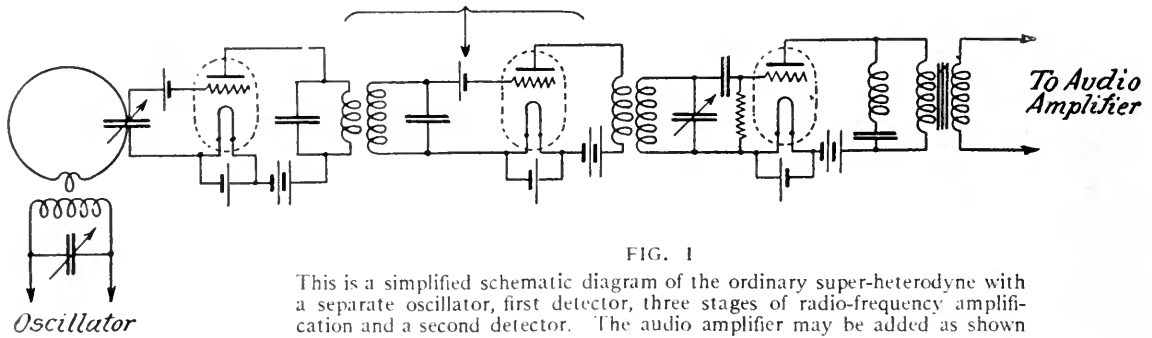 To Audio
Amplifier
Oscillator
FIG. 1
This is a simplified schematic diagram of the ordinary super-heterodyne with
a separate oscillator, first detector, three stages of radio-frequency amplifi-
cation and a second detector. The audio amplifier may be added as shown